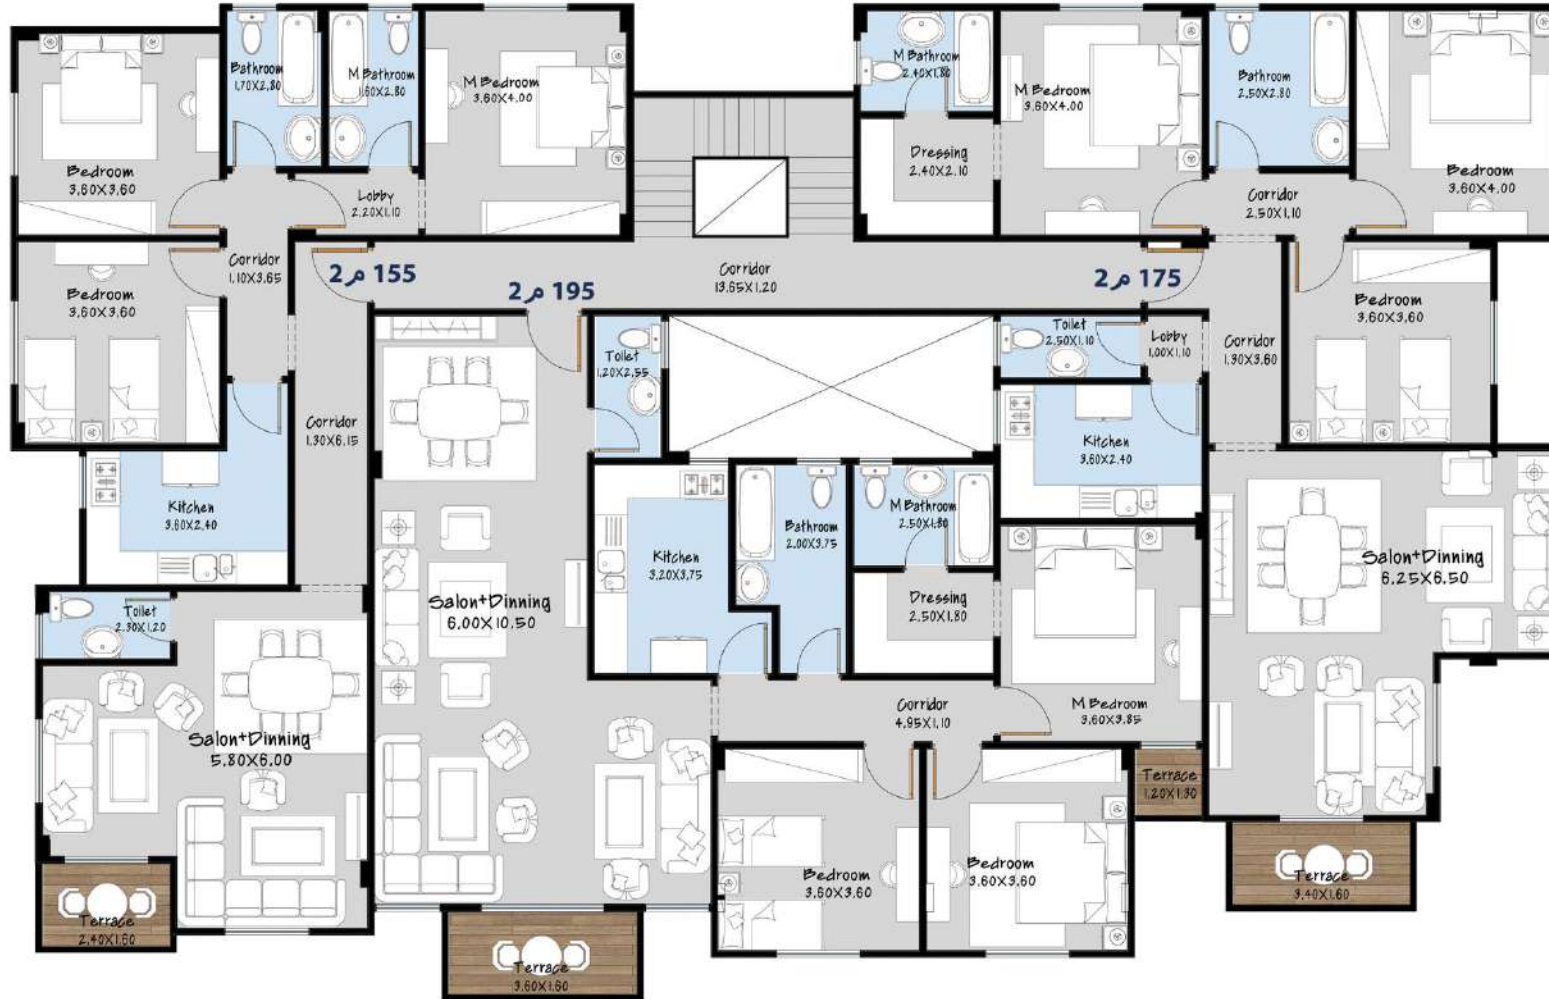 Bathroom
1.70X2.80
M Bathroom
1.60X2.80
M Bedroom
3.60X4.00
M Bathroom
2.40X1.80
M Bedroom
3.60X4.00
Bathroom
2.50X2.80
Bedroom
3.60X4.00
Bedroom
3.60X3.60
Lobby
2.20X1.10
Dressing
2.40X2.10
Corridor
2.50X1.10
Corridor
1.10X3.65
155 م2
195 م2
Corridor
13.65X1.20
175 م2
Bedroom
3.60X3.60
Bedroom
3.60X3.60
Toilet
1.20X2.55
Toilet
2.50X1.10
Lobby
1.00X1.10
Corridor
1.30X3.60
Corridor
1.30X6.15
Kitchen
3.60X2.40
Kitchen
3.60X2.40
Kitchen
3.20X3.75
Bathroom
2.00X3.75
M Bathroom
2.50X1.80
Salon+Dinning
6.25X6.50
Toilet
2.30X1.20
Salon+Dinning
6.00X10.50
Dressing
2.50X1.80
Salon+Dinning
5.80X6.00
Corridor
4.95X1.10
M Bedroom
3.60X3.85
Terrace
1.20X1.30
Bedroom
3.60X3.60
Bedroom
3.60X3.60
Terrace
3.40X1.60
Terrace
2.40X1.60
Terrace
3.60X1.60